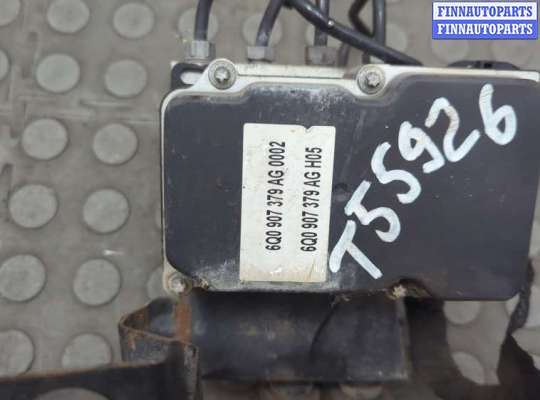 FINNAUTOPARTS
FINNAUTOPARTS
6Q0 907 379 AG 0002
6Q0 907 379 AG H05
T55926